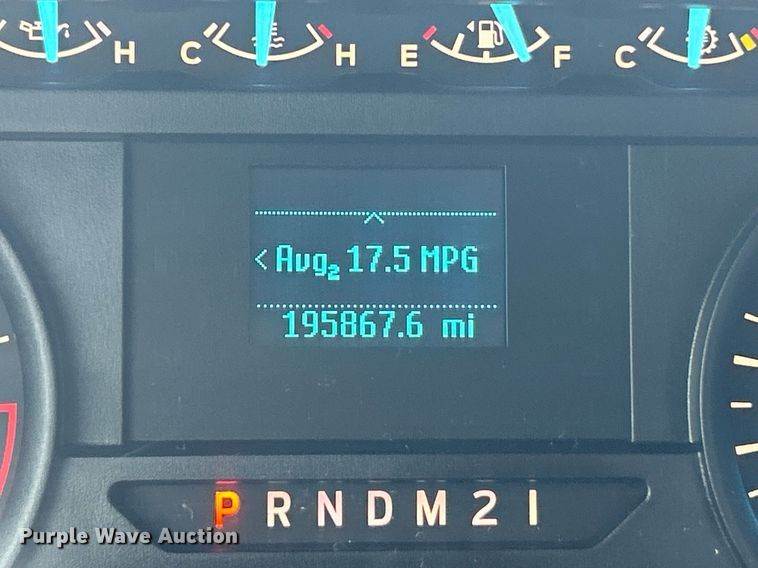 H C H E F C
< Avg₂ 17.5 MPG
195867.6 mi
P R N D M 2 1
Purple Wave Auction